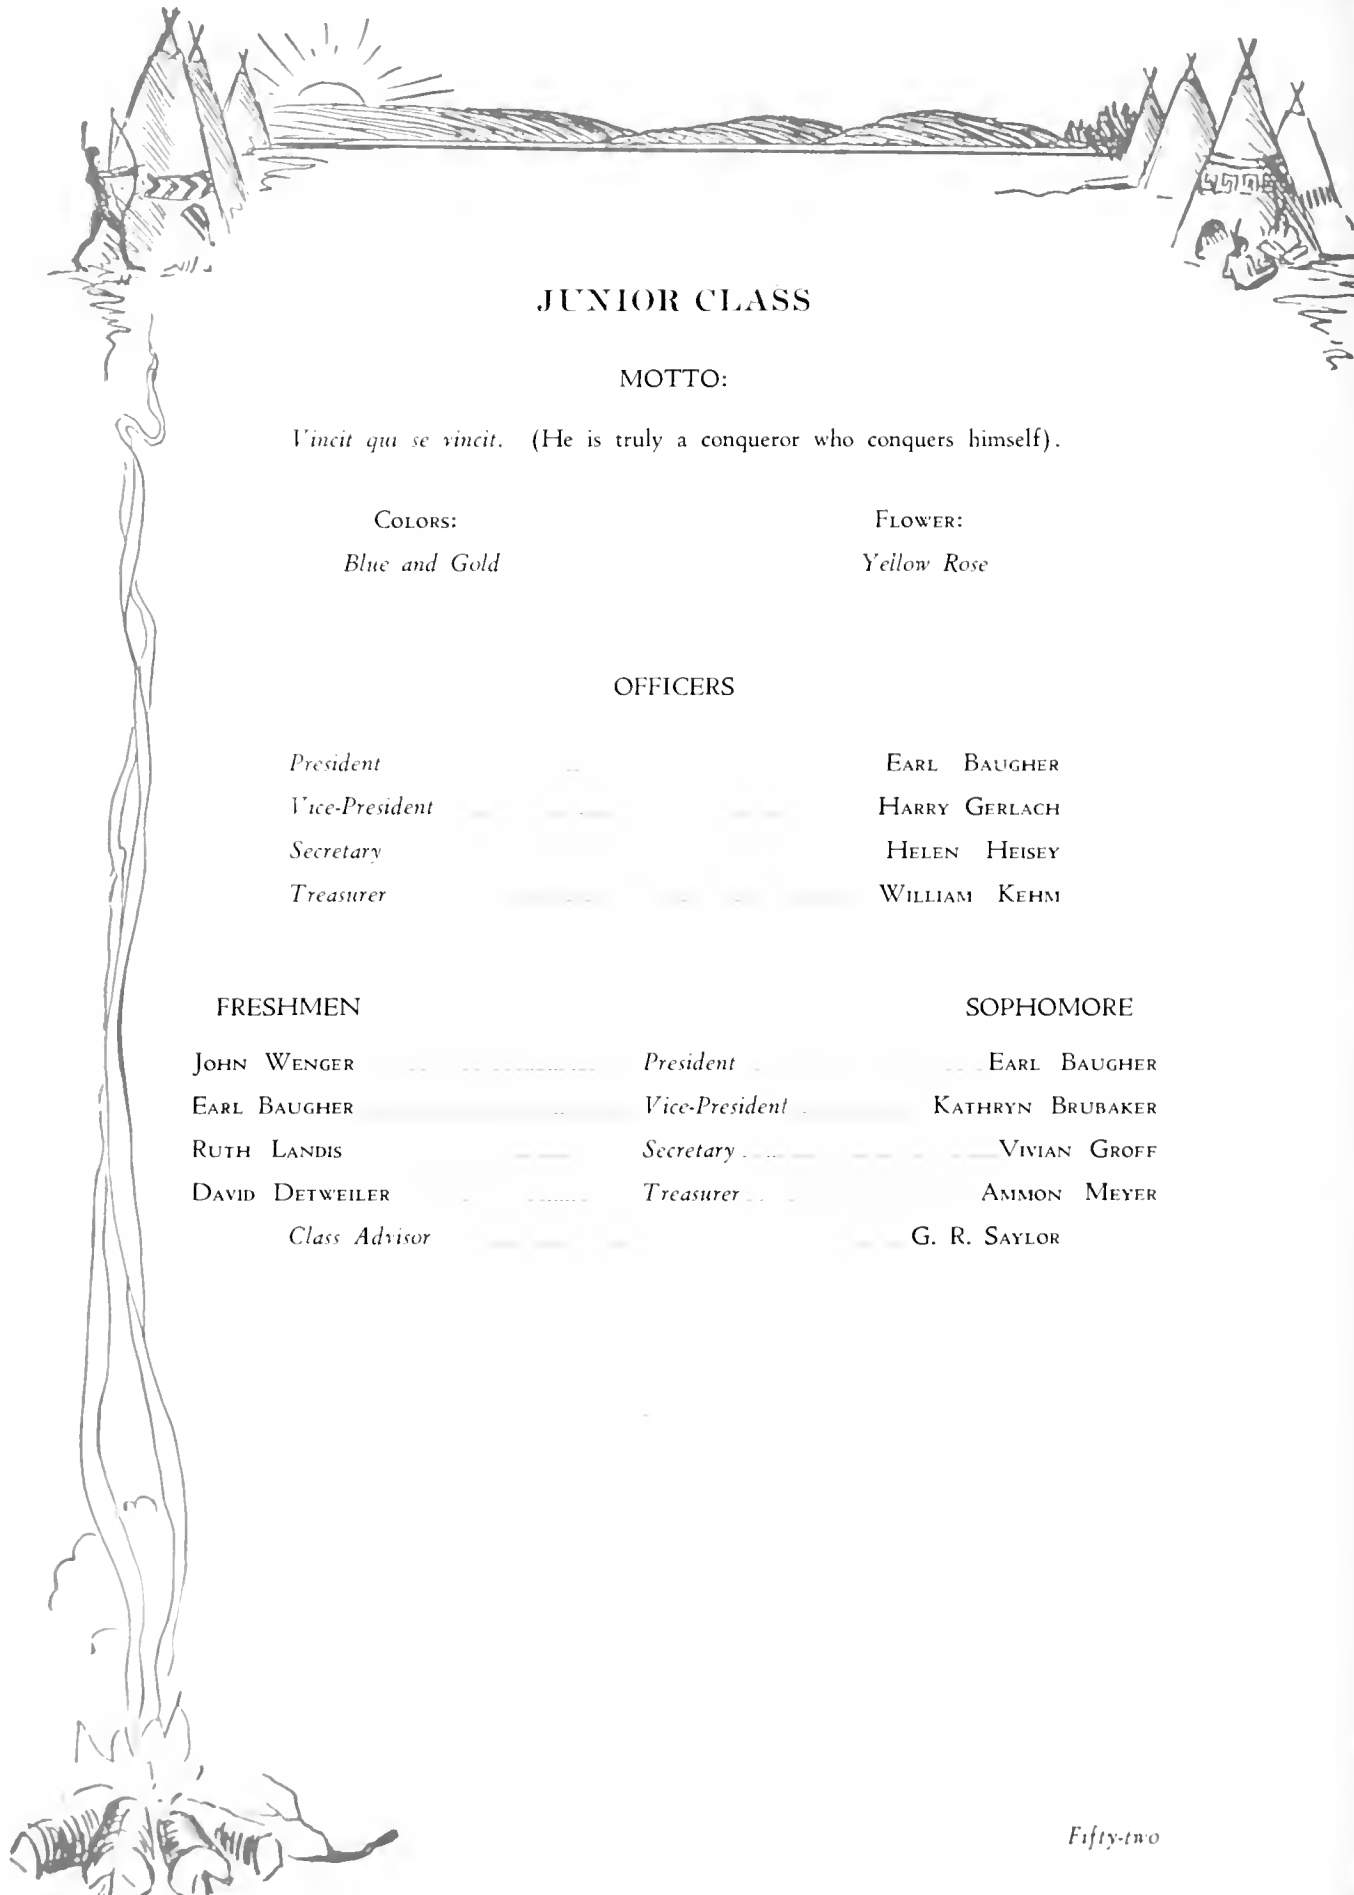 JUNIOR CLASS
MOTTO:
Vincit qui se vincit. (He is truly a conqueror who conquers himself).
COLORS: FLOWER:
Blue and Gold Yellow Rose
OFFICERS
President EARL BAUGHER
Vice-President HARRY GERLACH
Secretary HELEN HEISEY
Treasurer WILLIAM KEHM
FRESHMEN SOPHOMORE
JOHN WENGER President EARL BAUGHER
EARL BAUGHER Vice-President KATHRYN BRUBAKER
RUTH LANDIS Secretary VIVIAN GROFF
DAVID DETWEILER Treasurer AMMON MEYER
Class Advisor G. R. SAYLOR
Fifty-two